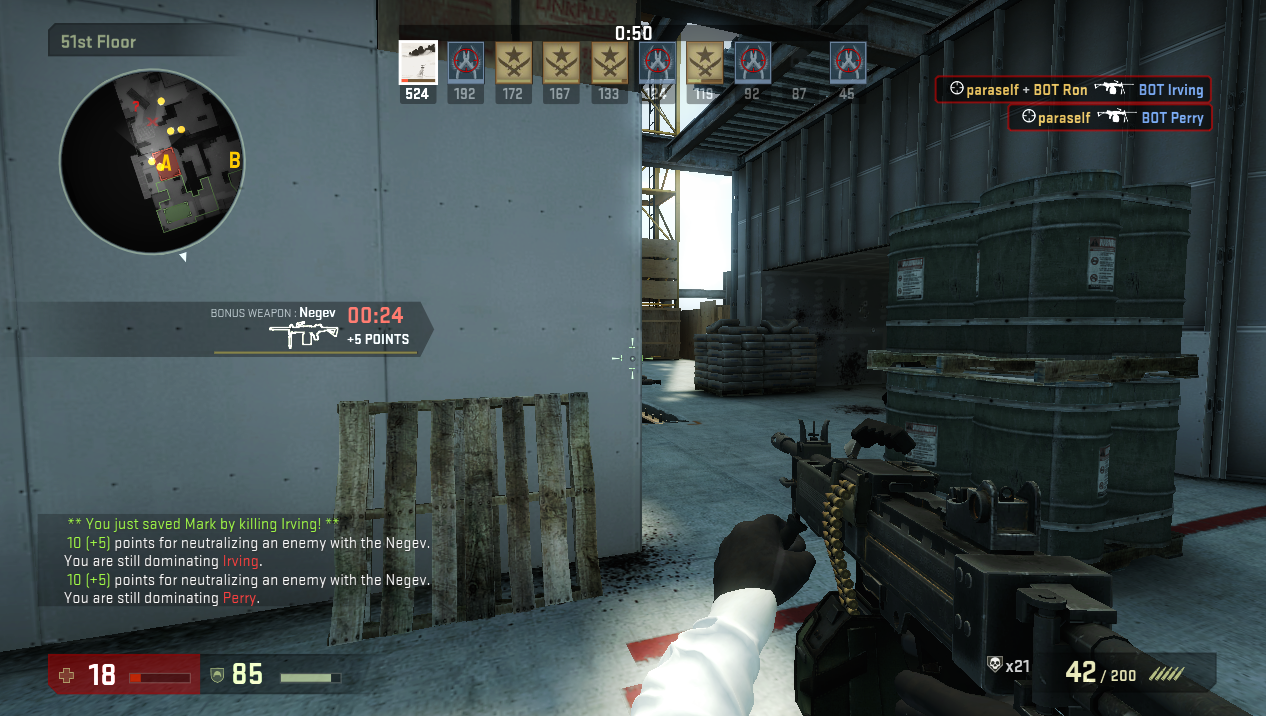 LINKPLUS
0:50
51st Floor
524 192 172 167 133 124 119 92 87 45
paraself + BOT Ron BOT Irving
paraself BOT Perry
A
B
BONUS WEAPON : Negev 00:24
+5 POINTS
** You just saved Mark by killing Irving! **
10 (+5) points for neutralizing an enemy with the Negev.
You are still dominating Irving.
10 (+5) points for neutralizing an enemy with the Negev.
You are still dominating Perry.
18 85
x21
42 / 200